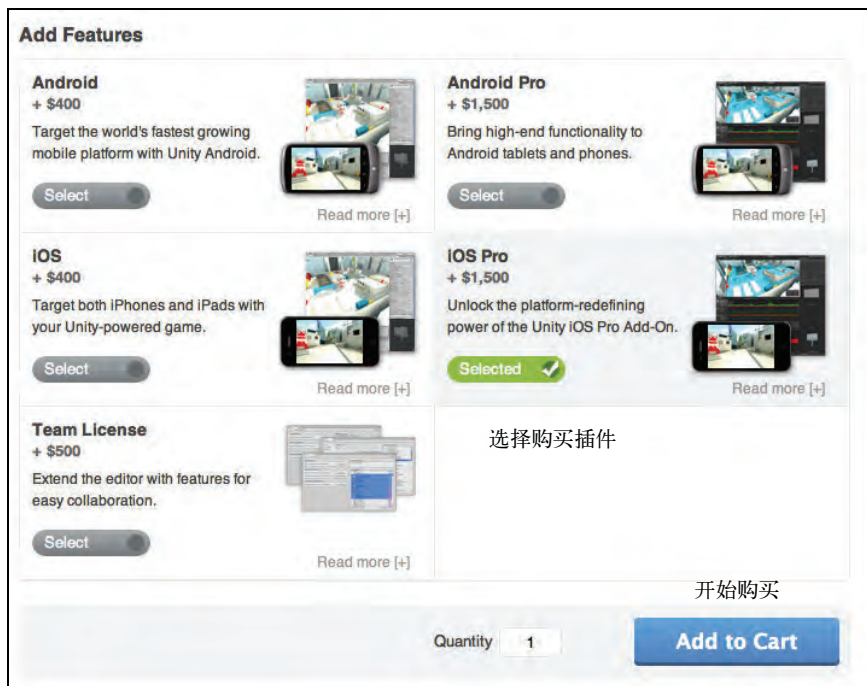 Add Features
Android
+ $400
Target the world's fastest growing
mobile platform with Unity Android.
Select
Read more [+]
Android Pro
+ $1,500
Bring high-end functionality to
Android tablets and phones.
Select
Read more [+]
iOS
+ $400
Target both iPhones and iPads with
your Unity-powered game.
Select
Read more [+]
iOS Pro
+ $1,500
Unlock the platform-redefining
power of the Unity iOS Pro Add-On.
Selected
Read more [+]
Team License
+ $500
Extend the editor with features for
easy collaboration.
Select
Read more [+]
选择购买插件
开始购买
Quantity 1
Add to Cart